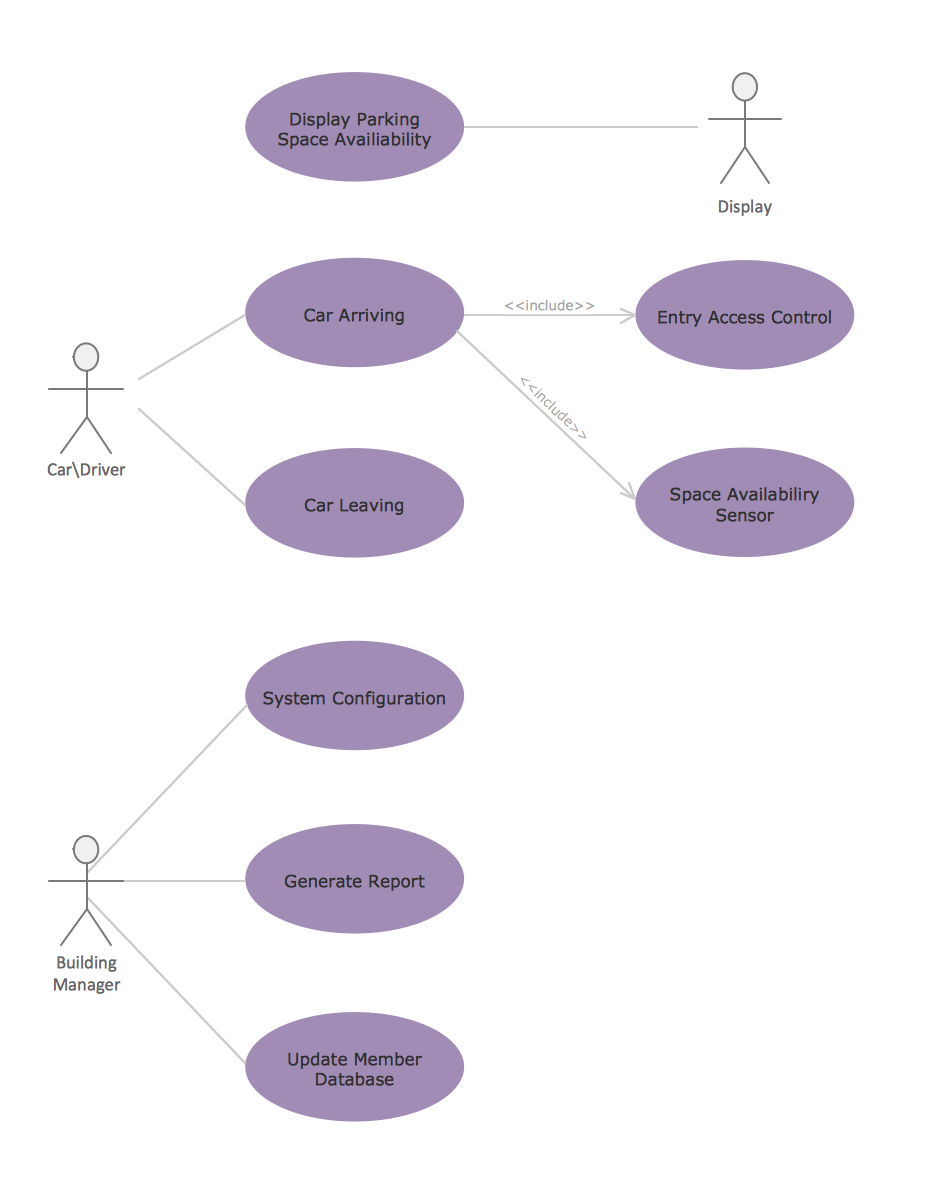 Display Parking
Space Availiability
Display
Car Arriving
<<include>>
Entry Access Control
<<include>>
Car\Driver
Car Leaving
Space Availabiliry
Sensor
System Configuration
Generate Report
Building
Manager
Update Member
Database